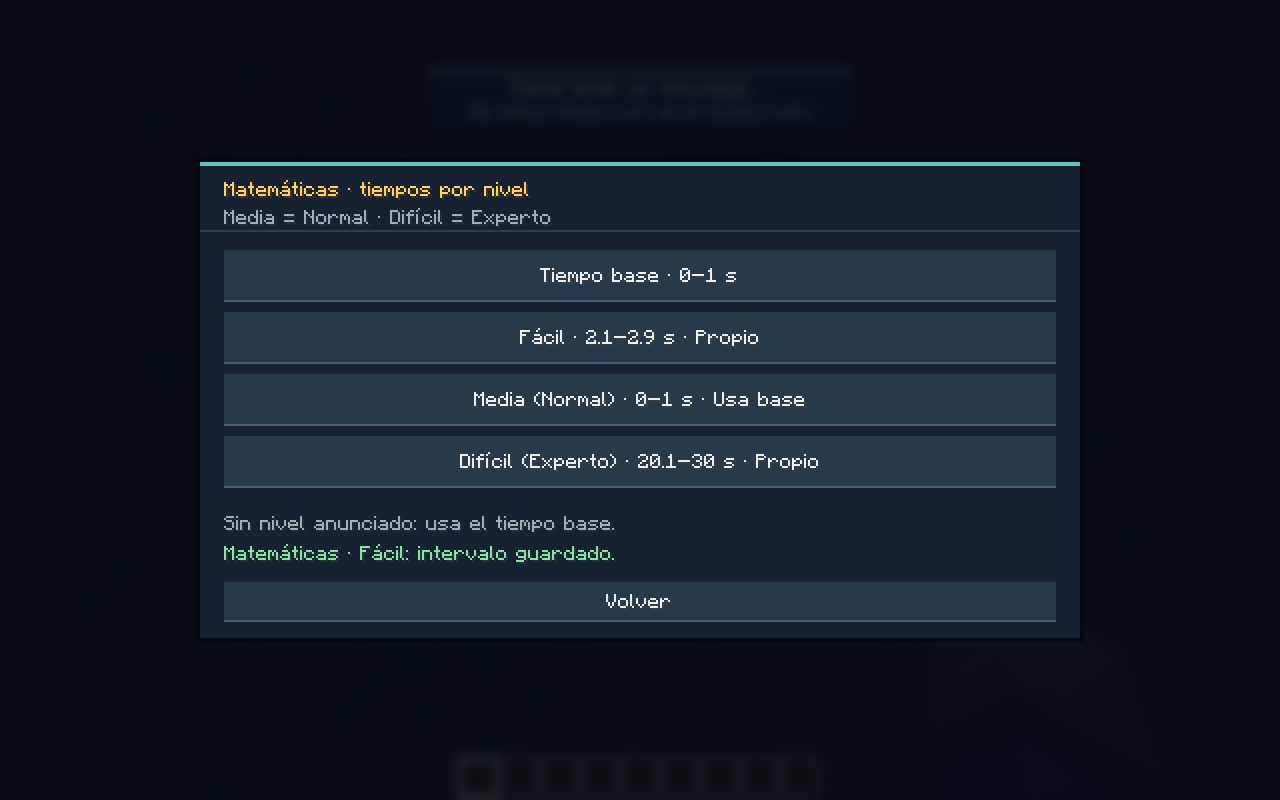 Matemáticas · tiempos por nivel
Media = Normal · Difícil = Experto
Tiempo base · 0–1 s
Fácil · 2.1–2.9 s · Propio
Media (Normal) · 0–1 s · Usa base
Difícil (Experto) · 20.1–30 s · Propio
Sin nivel anunciado: usa el tiempo base.
Matemáticas · Fácil: intervalo guardado.
Volver